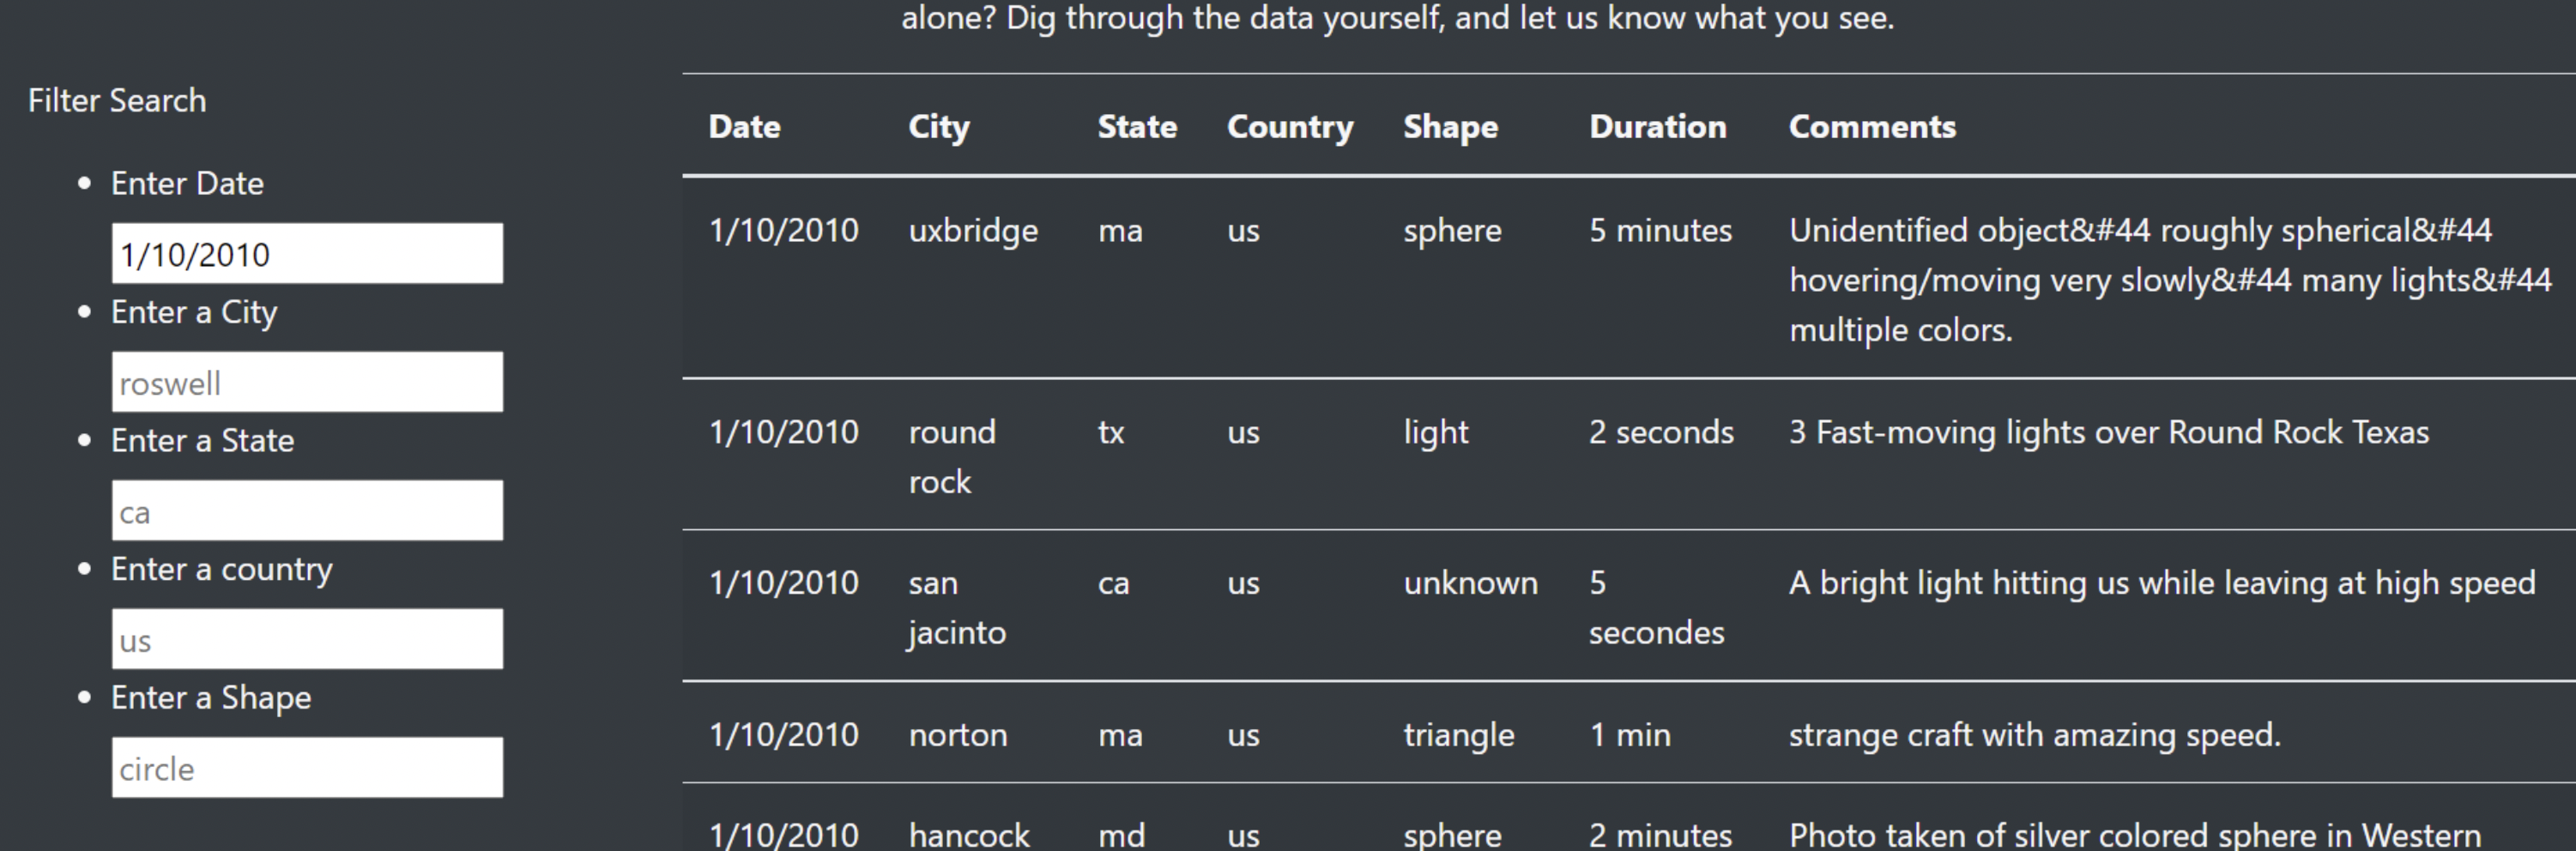 alone? Dig through the data yourself, and let us know what you see.
Filter Search
Enter Date
1/10/2010
Enter a City
roswell
Enter a State
ca
Enter a country
us
Enter a Shape
circle
Date City State Country Shape Duration Comments
1/10/2010 uxbridge ma us sphere 5 minutes Unidentified object&#44 roughly spherical&#44
hovering/moving very slowly&#44 many lights&#44
multiple colors.
1/10/2010 round tx us light 2 seconds 3 Fast-moving lights over Round Rock Texas
rock
1/10/2010 san ca us unknown 5 A bright light hitting us while leaving at high speed
jacinto secondes
1/10/2010 norton ma us triangle 1 min strange craft with amazing speed.
1/10/2010 hancock md us sphere 2 minutes Photo taken of silver colored sphere in Western